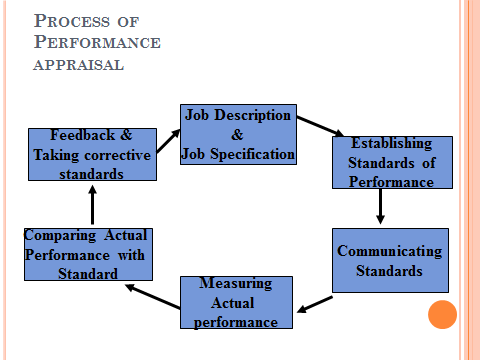 Process of
Performance
appraisal
Job Description
&
Job Specification
Establishing
Standards of
Performance
Communicating
Standards
Measuring
Actual
performance
Comparing Actual
Performance with
Standard
Feedback &
Taking corrective
standards